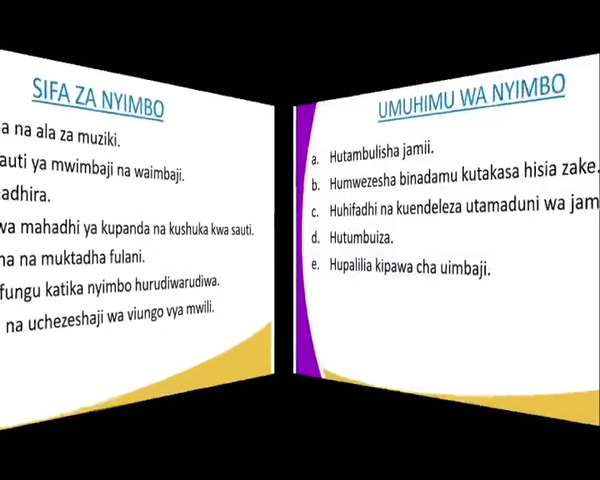 SIFA ZA NYIMBO
a na ala za muziki.
auti ya mwimbaji na waimbaji.
adhira.
wa mahadhi ya kupanda na kushuka kwa sauti.
na na muktadha fulani.
fungu katika nyimbo hurudiwarudiwa.
na uchezeshaji wa viungo vya mwili.
UMUHIMU WA NYIMBO
a. Hutambulisha jamii.
b. Humwezesha binadamu kutakasa hisia zake.
c. Huhifadhi na kuendeleza utamaduni wa jam
d. Hutumbuiza.
e. Hupalilia kipawa cha uimbaji.